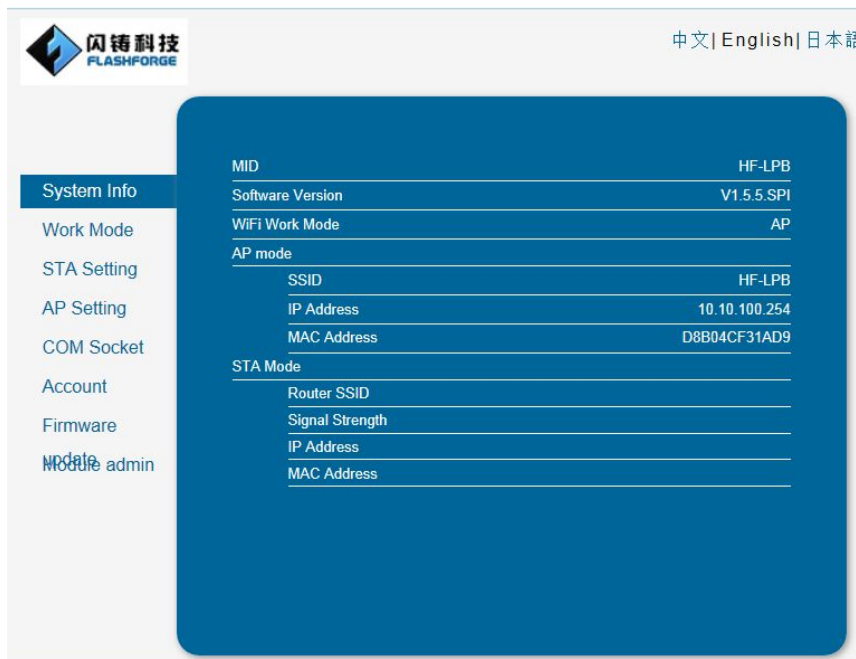 闪铸科技
FLASHFORGE
中文| English| 日本語
System Info
Work Mode
STA Setting
AP Setting
COM Socket
Account
Firmware
update
Module admin
MID HF-LPB
Software Version V1.5.5.SPI
WiFi Work Mode AP
AP mode
SSID HF-LPB
IP Address 10.10.100.254
MAC Address D8B04CF31AD9
STA Mode
Router SSID
Signal Strength
IP Address
MAC Address